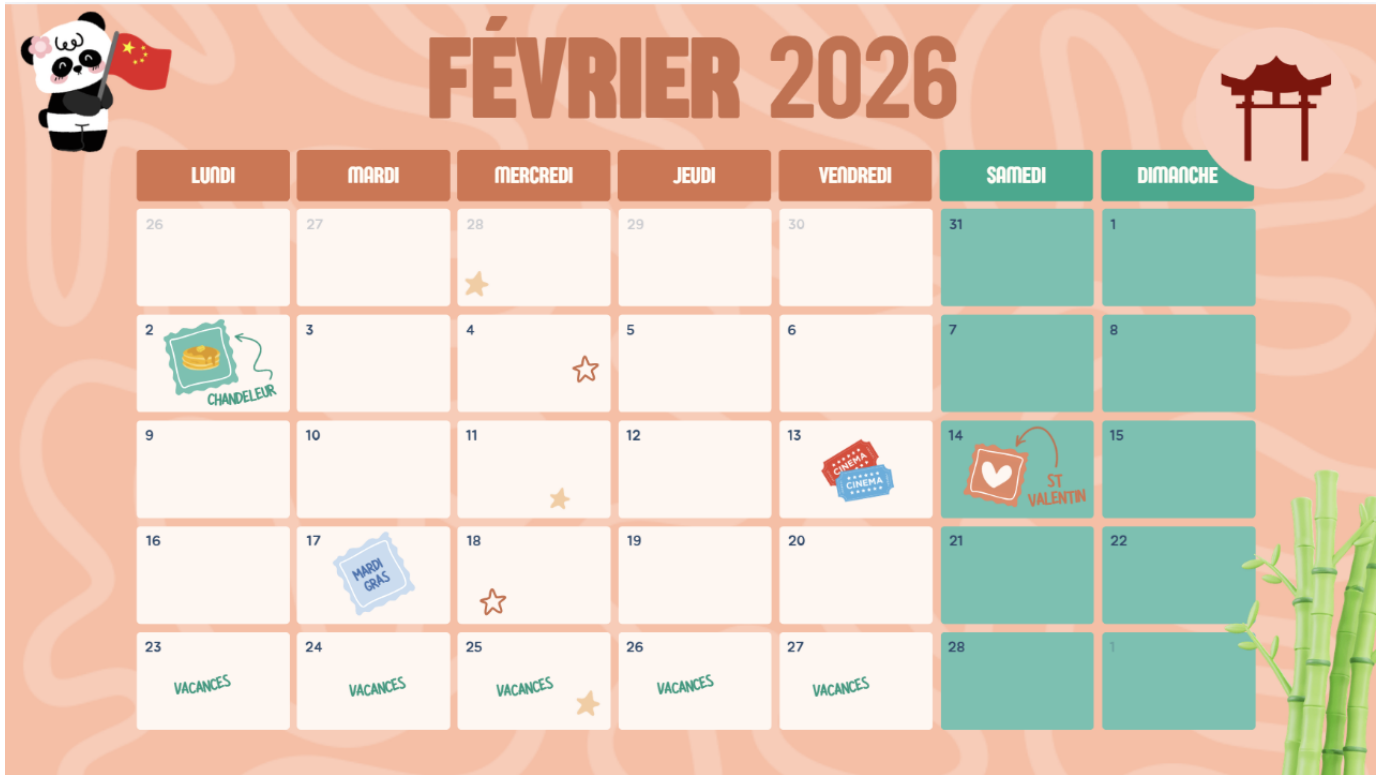 FÉVRIER 2026
LUNDI MARDI MERCREDI JEUDI VENDREDI SAMEDI DIMANCHE
26 27 28 29 30 31 1
2 3 4 5 6 7 8
CHANDELEUR
9 10 11 12 13 14 15
CINEMA
CINEMA
ST
VALENTIN
16 17 18 19 20 21 22
MARDI
GRAS
23 24 25 26 27 28 1
VACANCES VACANCES VACANCES VACANCES VACANCES